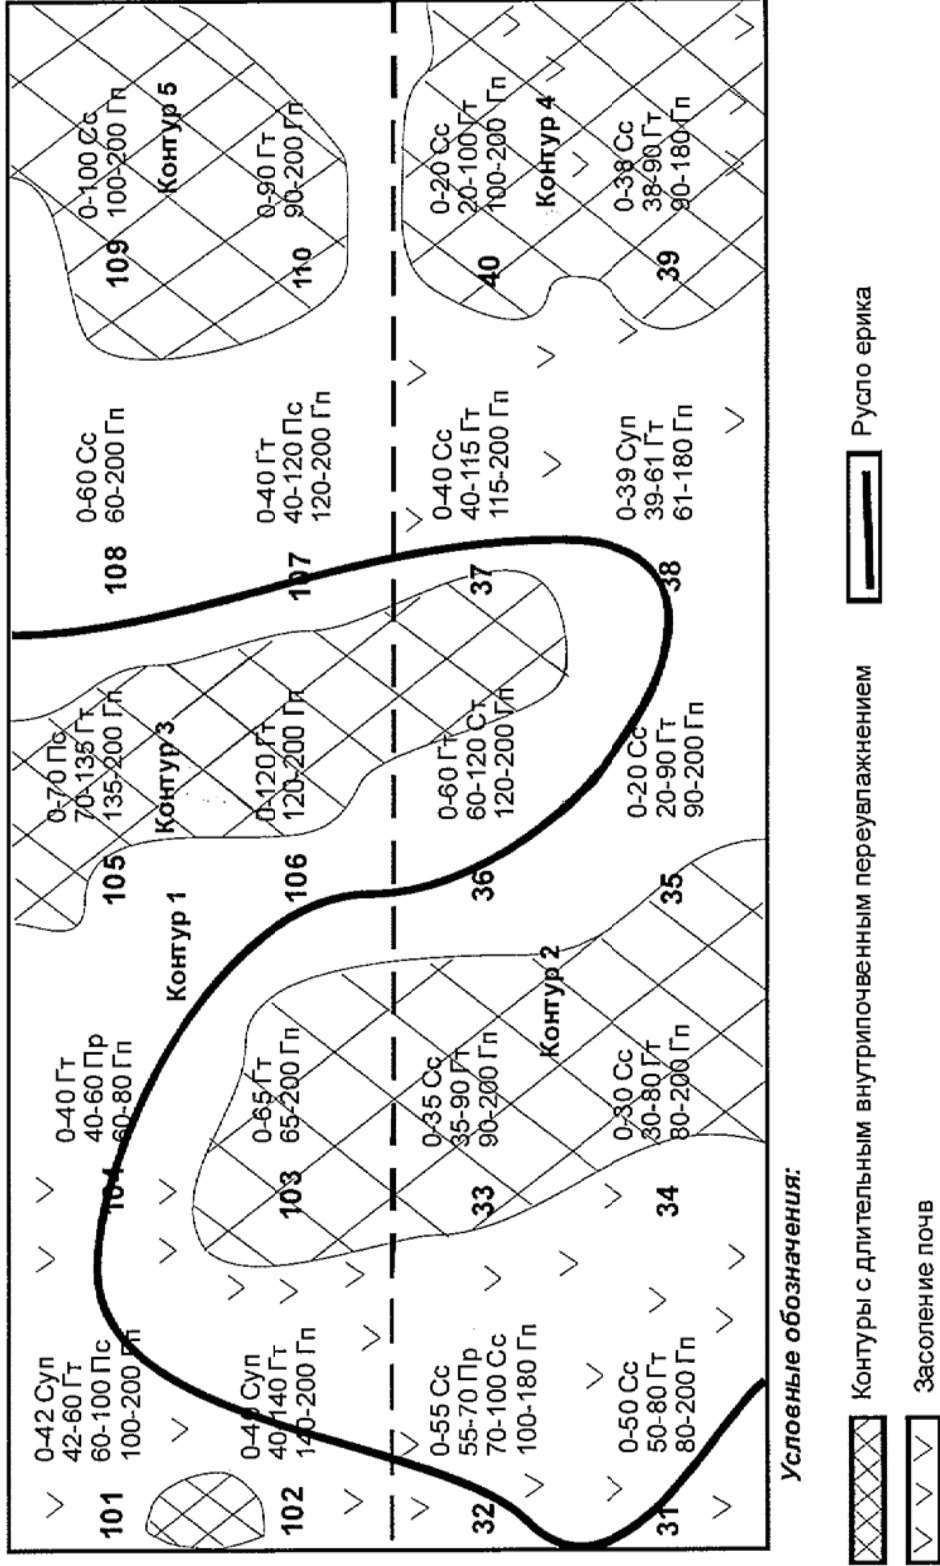 0-42 Суп
42-60 Гт
60-100 Пс
100-200 Гп
101
0-40 Гт
40-60 Пр
60-80 Гп
104
0-70 Пс
70-135 Гт
135-200 Гп
105
0-60 Сс
60-200 Гп
108
0-100 Сс
100-200 Гп
109
Контур 1
Контур 3
Контур 5
0-40 Суп
40-140 Гт
140-200 Гп
102
0-65 Гт
65-200 Гп
103
0-120 Гт
120-200 Гп
106
0-40 Гт
40-120 Пс
120-200 Гп
107
0-90 Гт
90-200 Гп
110
0-55 Сс
55-70 Пр
70-100 Сс
100-180 Гп
32
0-35 Сс
35-90 Гт
90-200 Гп
33
0-60 Гт
60-120 Ст
120-200 Гп
36
0-40 Сс
40-115 Гт
115-200 Гп
37
0-20 Сс
20-100 Гт
100-200 Гп
40
Контур 2
Контур 4
0-50 Сс
50-80 Гт
80-200 Гп
31
0-30 Сс
30-80 Гт
80-200 Гп
34
0-20 Сс
20-90 Гт
90-200 Гп
35
0-39 Суп
39-61 Гт
61-180 Гп
38
0-38 Сс
38-90 Гт
90-180 Гп
39
Условные обозначения:
Контуры с длительным внутрипочвенным переувлажнением
Русло ерика
Засоление почв